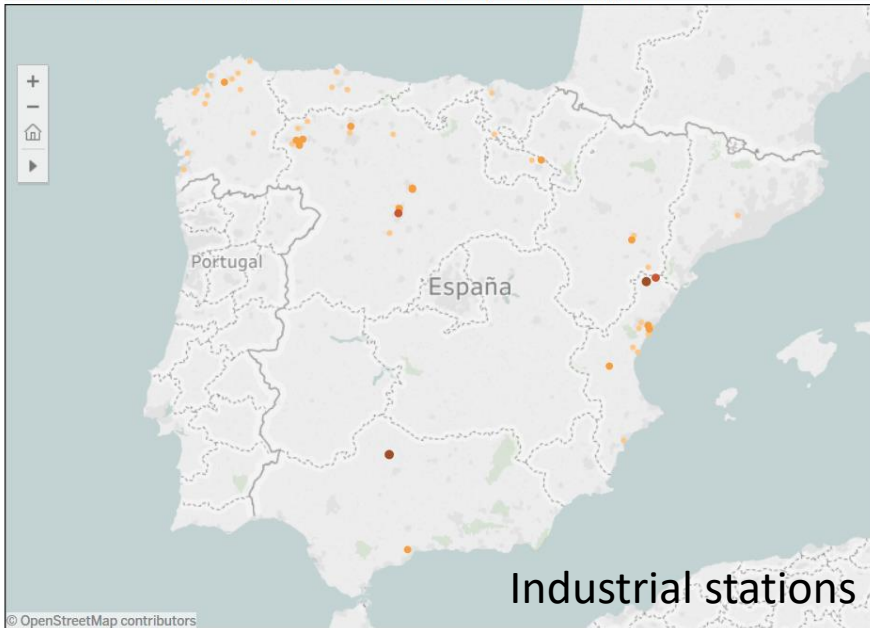 +
−
Portugal
España
Industrial stations
© OpenStreetMap contributors